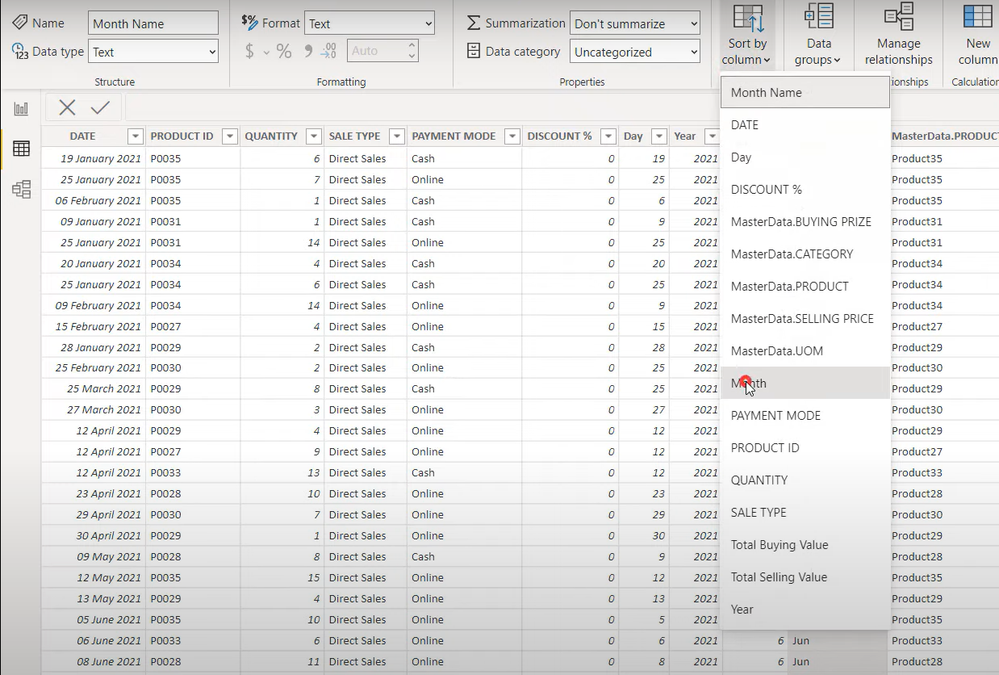 Name Month Name $% Format Text Summarization Don't summarize
123 Data type Text $ % Auto Data category Uncategorized
Sort by column
Data groups
Manage relationships
New column
Structure Formatting Properties ionships Calculation
DATE PRODUCT ID QUANTITY SALE TYPE PAYMENT MODE DISCOUNT % Day Year MasterData.PRODUCT
19 January 2021 P0035 6 Direct Sales Cash 0 19 2021 Product35
25 January 2021 P0035 7 Direct Sales Online 0 25 2021 Product35
06 February 2021 P0035 1 Direct Sales Cash 0 6 2021 Product35
09 January 2021 P0031 1 Direct Sales Cash 0 9 2021 Product31
25 January 2021 P0031 14 Direct Sales Online 0 25 2021 Product31
20 January 2021 P0034 4 Direct Sales Cash 0 20 2021 Product34
25 January 2021 P0034 6 Direct Sales Cash 0 25 2021 Product34
09 February 2021 P0034 14 Direct Sales Online 0 9 2021 Product34
15 February 2021 P0027 4 Direct Sales Online 0 15 2021 Product27
28 January 2021 P0029 2 Direct Sales Cash 0 28 2021 Product29
25 February 2021 P0030 2 Direct Sales Online 0 25 2021 Product30
25 March 2021 P0029 8 Direct Sales Cash 0 25 2021 Product29
27 March 2021 P0030 3 Direct Sales Online 0 27 2021 Product30
12 April 2021 P0029 4 Direct Sales Online 0 12 2021 Product29
12 April 2021 P0027 9 Direct Sales Online 0 12 2021 Product27
12 April 2021 P0033 13 Direct Sales Cash 0 12 2021 Product33
23 April 2021 P0028 10 Direct Sales Online 0 23 2021 Product28
29 April 2021 P0030 7 Direct Sales Online 0 29 2021 Product30
30 April 2021 P0029 1 Direct Sales Online 0 30 2021 Product29
09 May 2021 P0028 8 Direct Sales Cash 0 9 2021 Product28
12 May 2021 P0035 15 Direct Sales Online 0 12 2021 Product35
13 May 2021 P0029 4 Direct Sales Online 0 13 2021 Product29
05 June 2021 P0035 10 Direct Sales Online 0 5 2021 Product35
06 June 2021 P0033 6 Direct Sales Online 0 6 2021 6 Jun Product33
08 June 2021 P0028 11 Direct Sales Online 0 8 2021 6 Jun Product28
Month Name
DATE
Day
DISCOUNT %
MasterData.BUYING PRIZE
MasterData.CATEGORY
MasterData.PRODUCT
MasterData.SELLING PRICE
MasterData.UOM
Month
PAYMENT MODE
PRODUCT ID
QUANTITY
SALE TYPE
Total Buying Value
Total Selling Value
Year